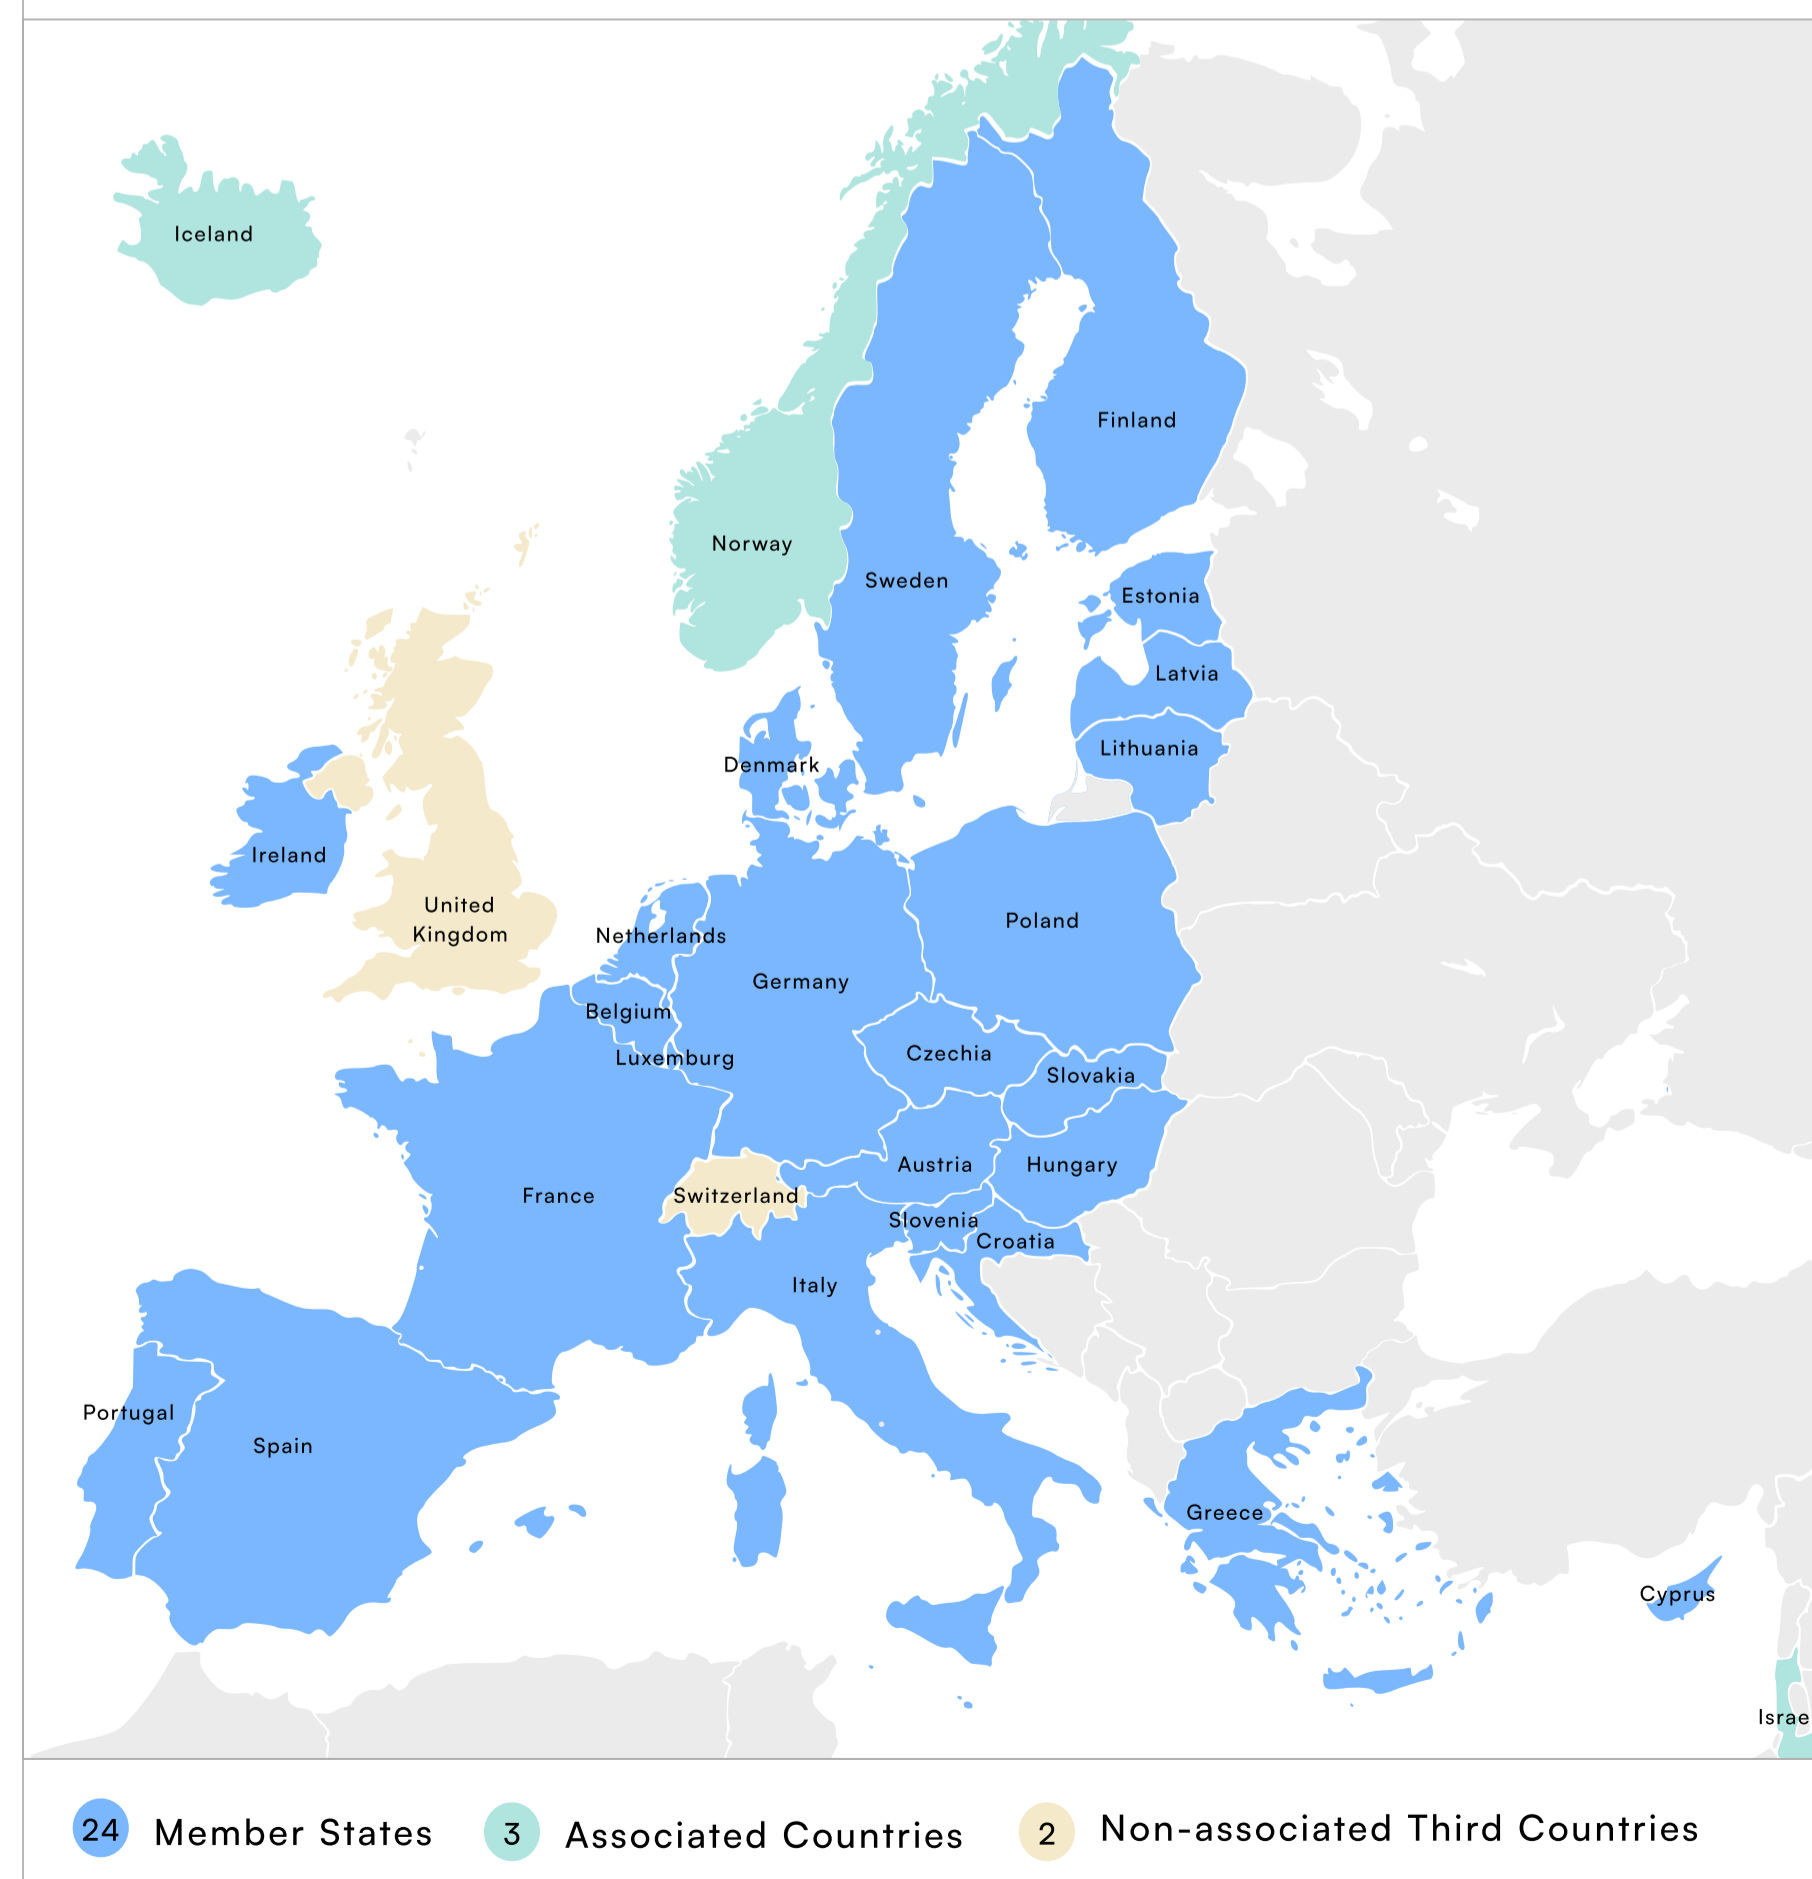 Iceland
Finland
Norway
Sweden
Estonia
Latvia
Lithuania
Denmark
Ireland
United
Kingdom
Netherlands
Poland
Germany
Belgium
Luxemburg
Czechia
Slovakia
Austria
Hungary
France
Switzerland
Slovenia
Croatia
Italy
Portugal
Spain
Greece
Cyprus
Israe
24 Member States 3 Associated Countries 2 Non-associated Third Countries